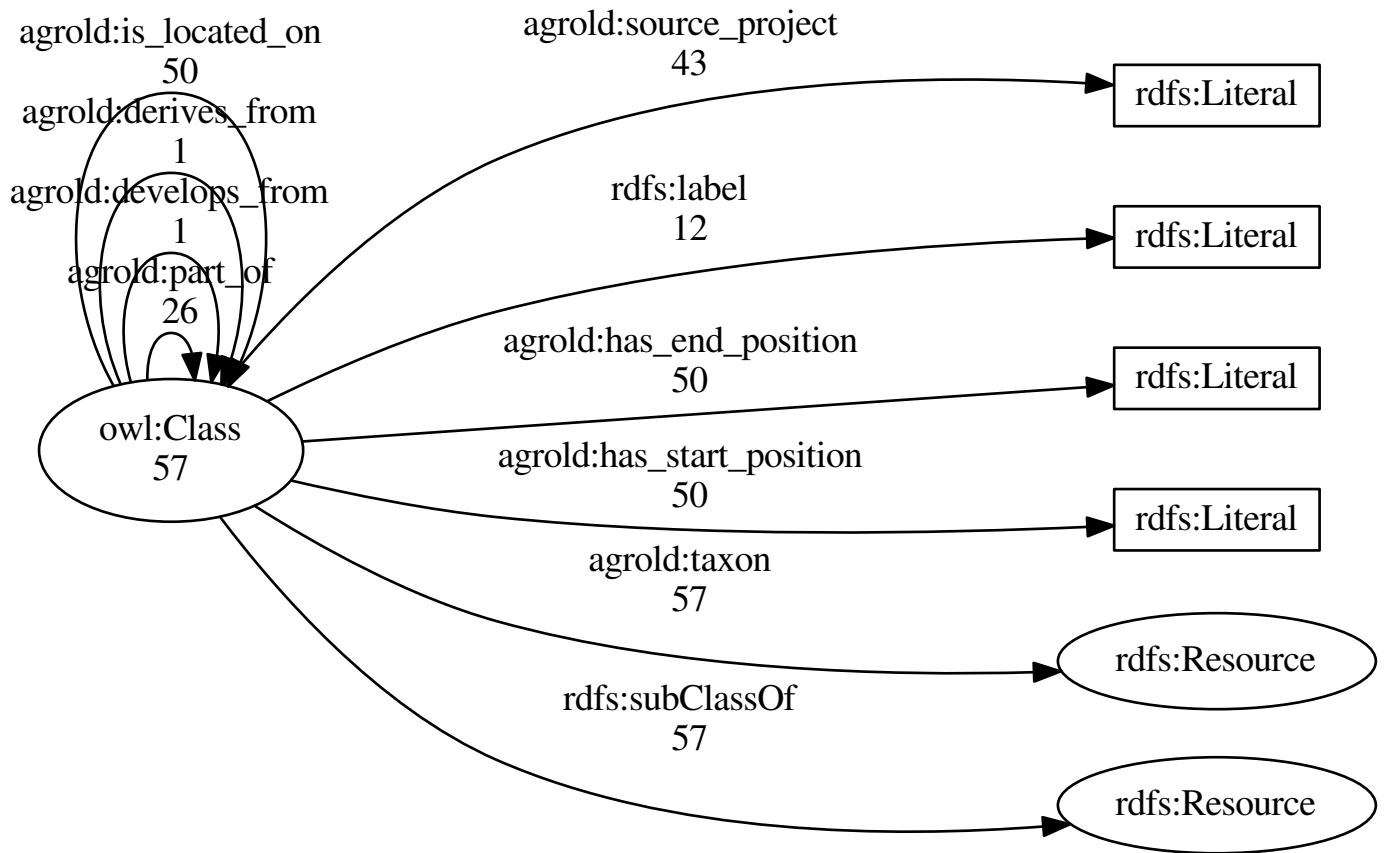 agrold:is_located_on
50
agrold:derives_from
1
agrold:develops_from
1
agrold:part_of
26
owl:Class
57
agrold:source_project
43
rdfs:label
12
agrold:has_end_position
50
agrold:has_start_position
50
agrold:taxon
57
rdfs:subClassOf
57
rdfs:Literal
rdfs:Literal
rdfs:Literal
rdfs:Literal
rdfs:Resource
rdfs:Resource